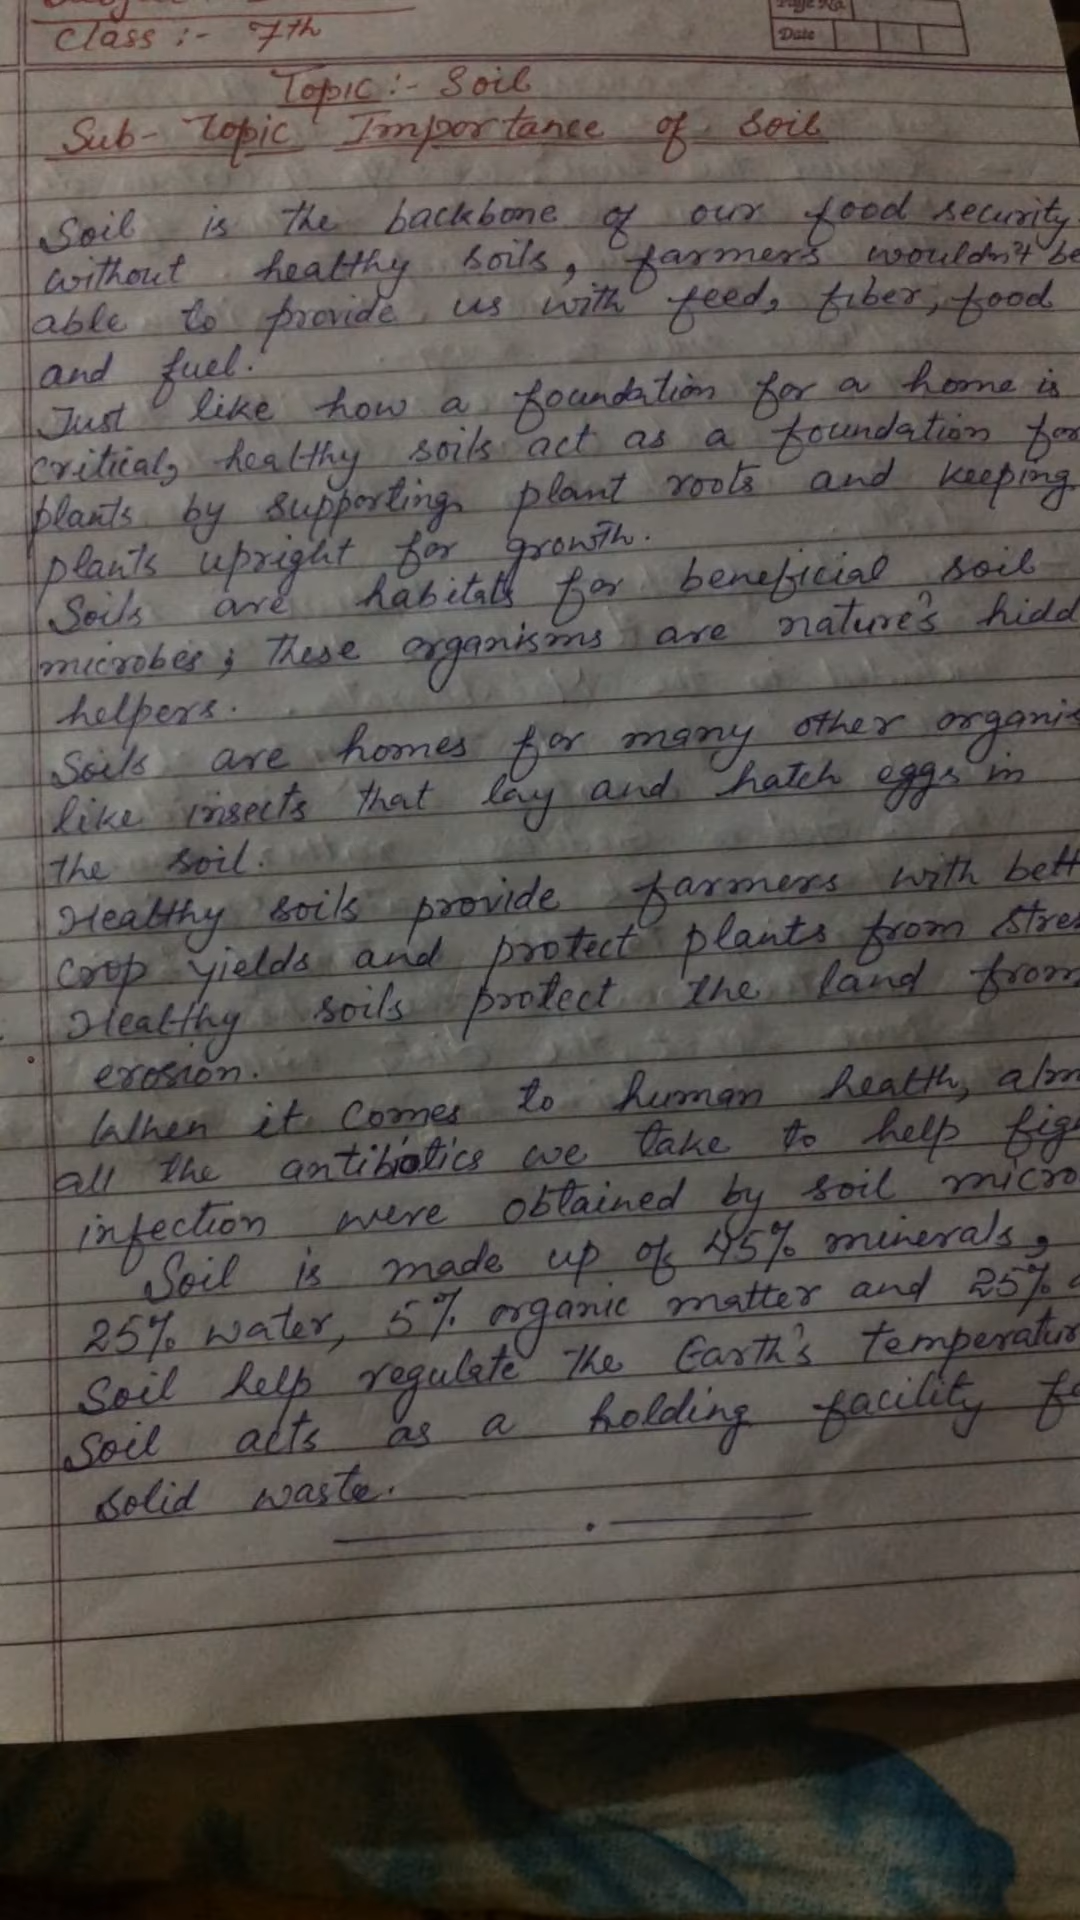 Class :- 7th
Page No.
Date
Topic :- Soil
Sub- Topic Importance of Soil
Soil is the backbone of our food security.
without healthy soils, farmers wouldn't be
able to provide us with feed, fiber, food
and fuel.
Just like how a foundation for a home is
critical, healthy soils act as a foundation for
plants by supporting plant roots and keeping
plants upright for growth.
Soils are habitats for beneficial soil
microbes; these organisms are nature's hidd
helpers.
Soils are homes for many other organis
like insects that lay and hatch eggs in
the soil.
Healthy soils provide farmers with bett
crop yields and protect plants from stres
Healthy soils protect the land from
erosion.
When it comes to human health, alm
all the antibiotics we take to help figh
infection were obtained by soil micro
Soil is made up of 45% minerals,
25% water, 5% organic matter and 25%
Soil help regulate the Earth's temperatur
Soil acts as a holding facility fo
solid waste.